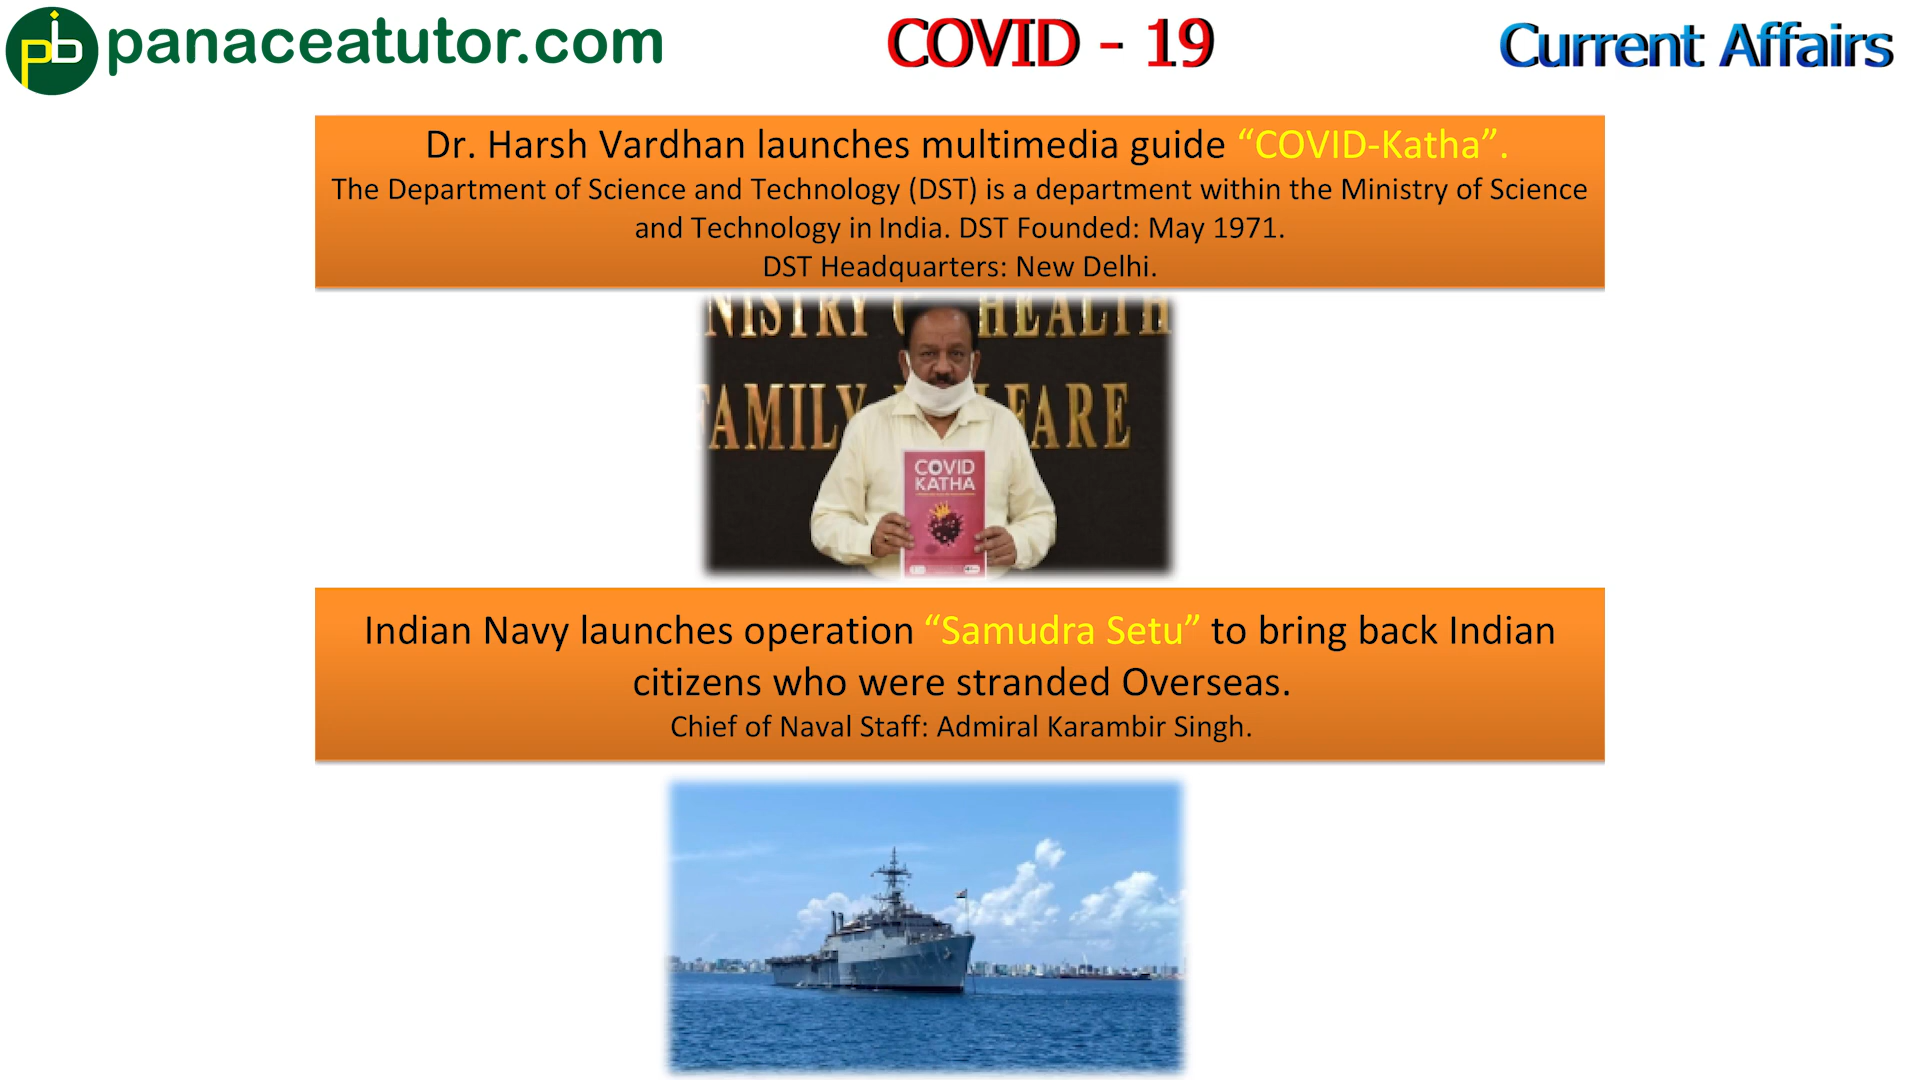 pb panaceatutor.com
COVID - 19
Current Affairs
Dr. Harsh Vardhan launches multimedia guide “COVID-Katha”.
The Department of Science and Technology (DST) is a department within the Ministry of Science
and Technology in India. DST Founded: May 1971.
DST Headquarters: New Delhi.
HEALTH
FAMILY
COVID
KATHA
Indian Navy launches operation “Samudra Setu” to bring back Indian
citizens who were stranded Overseas.
Chief of Naval Staff: Admiral Karambir Singh.